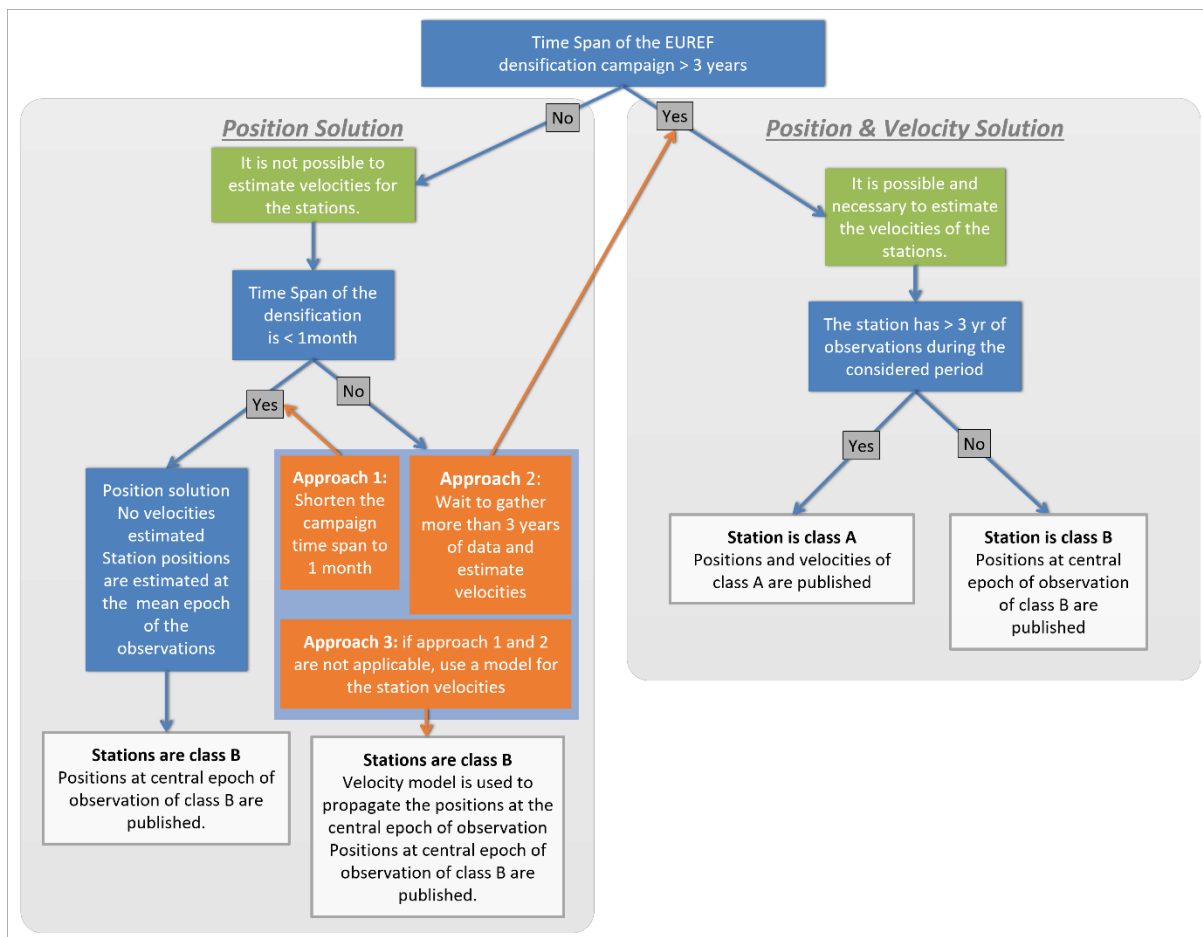 Time Span of the EUREF
densification campaign > 3 years
No
Yes
Position Solution
It is not possible to
estimate velocities for
the stations.
Time Span of the
densification
is < 1month
Yes
No
Position solution
No velocities
estimated
Station positions
are estimated at
the mean epoch
of the
observations
Approach 1:
Shorten the
campaign
time span to
1 month
Approach 2:
Wait to gather
more than 3 years
of data and
estimate
velocities
Approach 3: if approach 1 and 2
are not applicable, use a model for
the station velocities
Stations are class B
Positions at central epoch of
observation of class B are
published.
Stations are class B
Velocity model is used to
propagate the positions at the
central epoch of observation
Positions at central epoch of
observation of class B are
published.
Position & Velocity Solution
It is possible and
necessary to estimate
the velocities of the
stations.
The station has > 3 yr of
observations during the
considered period
Yes
No
Station is class A
Positions and velocities of
class A are published
Station is class B
Positions at central
epoch of observation
of class B are
published